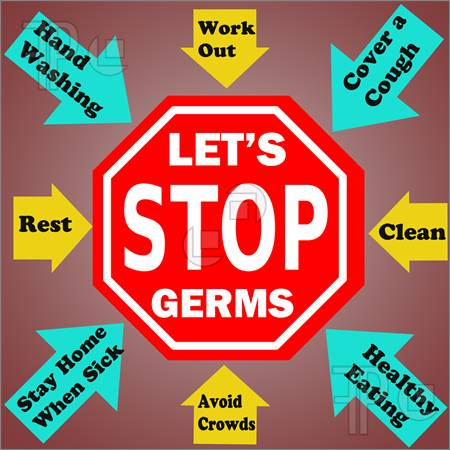 Hand
Washing
Work
Out
Cover a
Cough
LET'S
STOP
GERMS
Rest
Clean
Stay Home
When Sick
Avoid
Crowds
Healthy
Eating